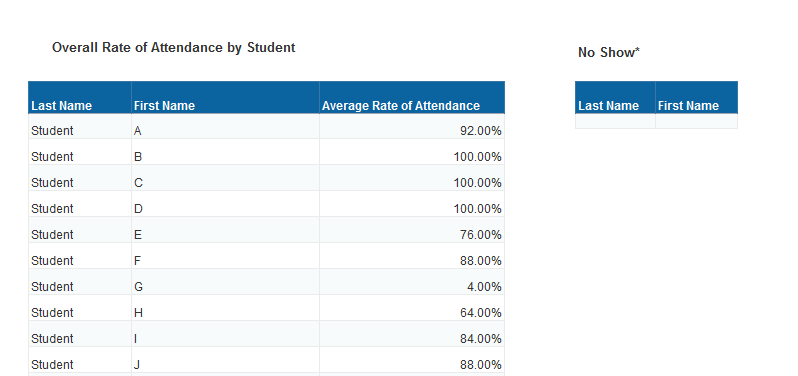 Overall Rate of Attendance by Student
No Show*
Last Name First Name Average Rate of Attendance
Last Name First Name
Student A 92.00%
Student B 100.00%
Student C 100.00%
Student D 100.00%
Student E 76.00%
Student F 88.00%
Student G 4.00%
Student H 64.00%
Student I 84.00%
Student J 88.00%